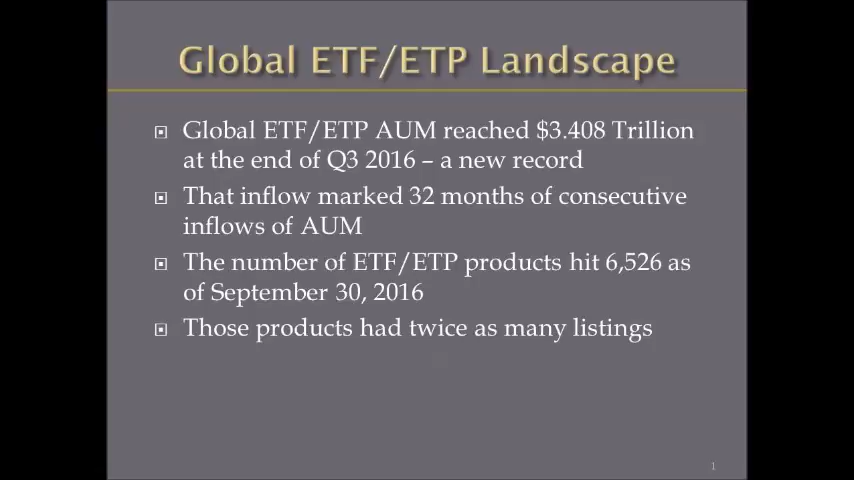 Global ETF/ETP Landscape
Global ETF/ETP AUM reached $3.408 Trillion
at the end of Q3 2016 – a new record
That inflow marked 32 months of consecutive
inflows of AUM
The number of ETF/ETP products hit 6,526 as
of September 30, 2016
Those products had twice as many listings
1